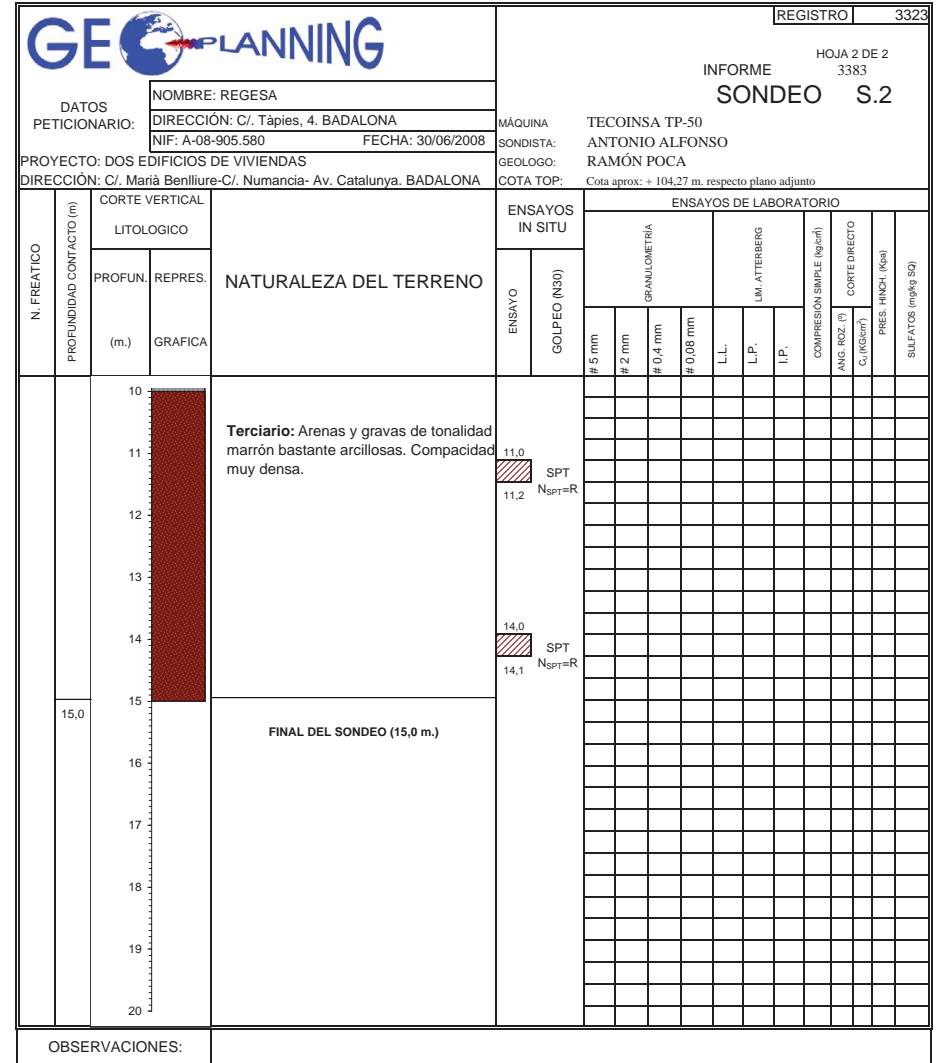 GEOPLANNING
REGISTRO 3323
HOJA 2 DE 2
INFORME 3383
SONDEO S.2
DATOS PETICIONARIO:
NOMBRE: REGESA
DIRECCIÓN: C/. Tàpies, 4. BADALONA
NIF: A-08-905.580 FECHA: 30/06/2008
MÁQUINA TECOINSA TP-50
SONDISTA: ANTONIO ALFONSO
GEOLOGO: RAMÓN POCA
COTA TOP: Cota aprox: + 104,27 m. respecto plano adjunto
PROYECTO: DOS EDIFICIOS DE VIVIENDAS
DIRECCIÓN: C/. Marià Benlliure-C/. Numancia- Av. Catalunya. BADALONA
N. FREATICO
PROFUNDIDAD CONTACTO (m)
CORTE VERTICAL
LITOLOGICO
PROFUN.
(m.)
REPRES.
GRAFICA
NATURALEZA DEL TERRENO
ENSAYOS
IN SITU
ENSAYO
GOLPEO (N30)
ENSAYOS DE LABORATORIO
GRANULOMETRÍA
# 5 mm
# 2 mm
# 0,4 mm
# 0,08 mm
LIM. ATTERBERG
L.L.
L.P.
I.P.
COMPRESIÓN SIMPLE (kg/cm²)
CORTE DIRECTO
ANG. ROZ. (º)
Cᵤ (KG/cm²)
PRES. HINCH. (Kpa)
SULFATOS (mg/kg SQ)
10
11
12
13
14
15
16
17
18
19
20
15,0
Terciario: Arenas y gravas de tonalidad
marrón bastante arcillosas. Compacidad
muy densa.
11,0
SPT
11,2
NSPT=R
14,0
SPT
14,1
NSPT=R
FINAL DEL SONDEO (15,0 m.)
OBSERVACIONES: